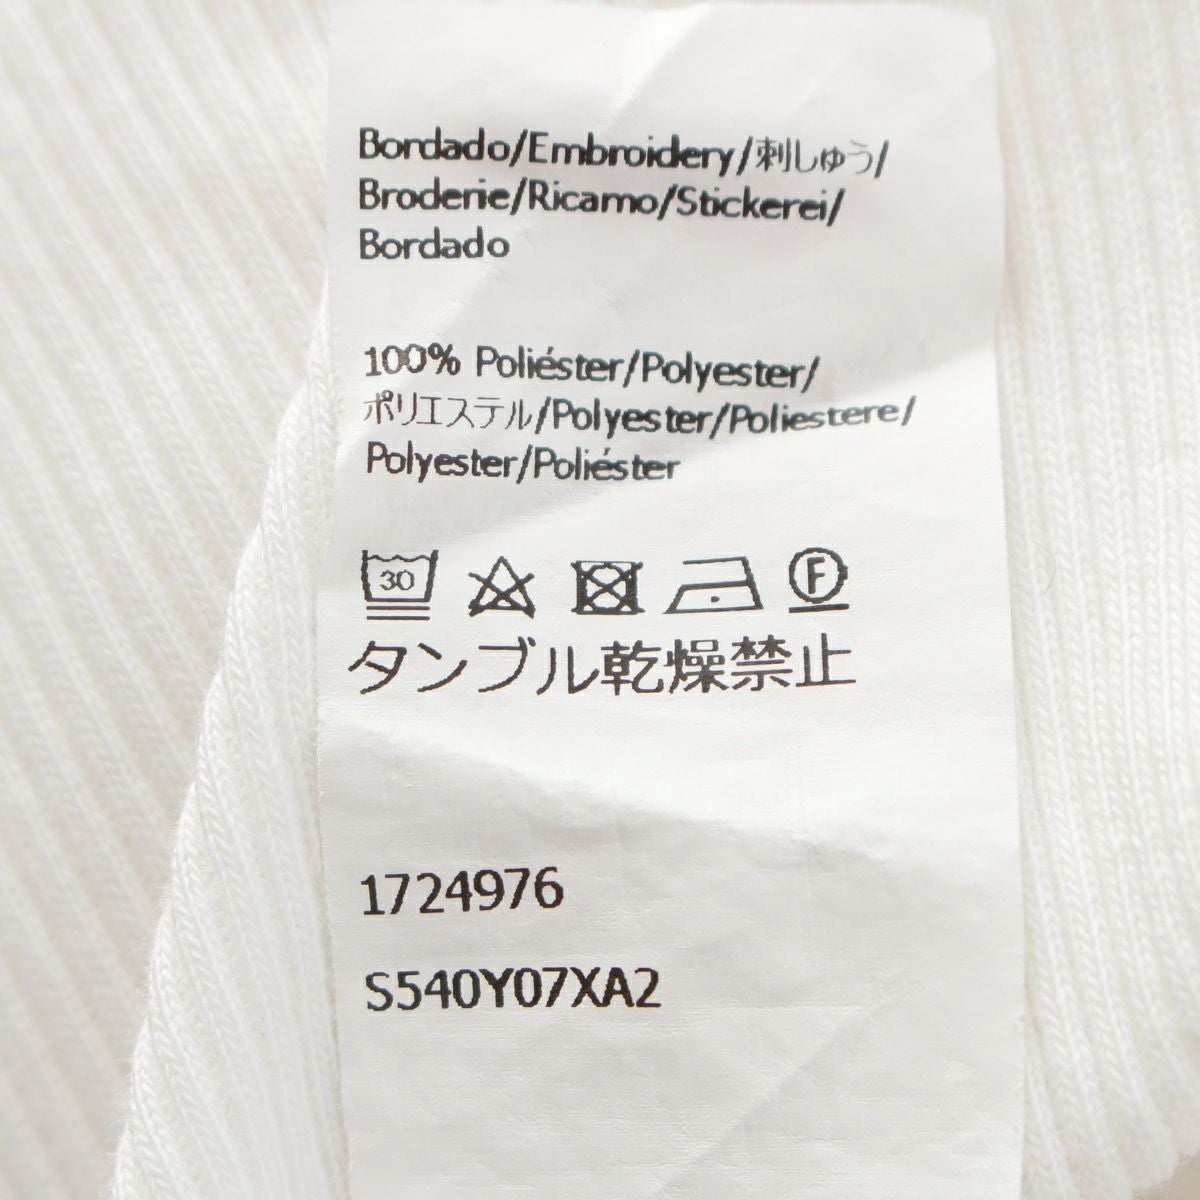 Bordado/Embroidery/刺しゅう/
Broderie/Ricamo/Stickerei/
Bordado
100% Poliéster/Polyester/
ポリエステル/Polyester/Poliestere/
Polyester/Poliéster
30
F
タンブル乾燥禁止
1724976
S540Y07XA2